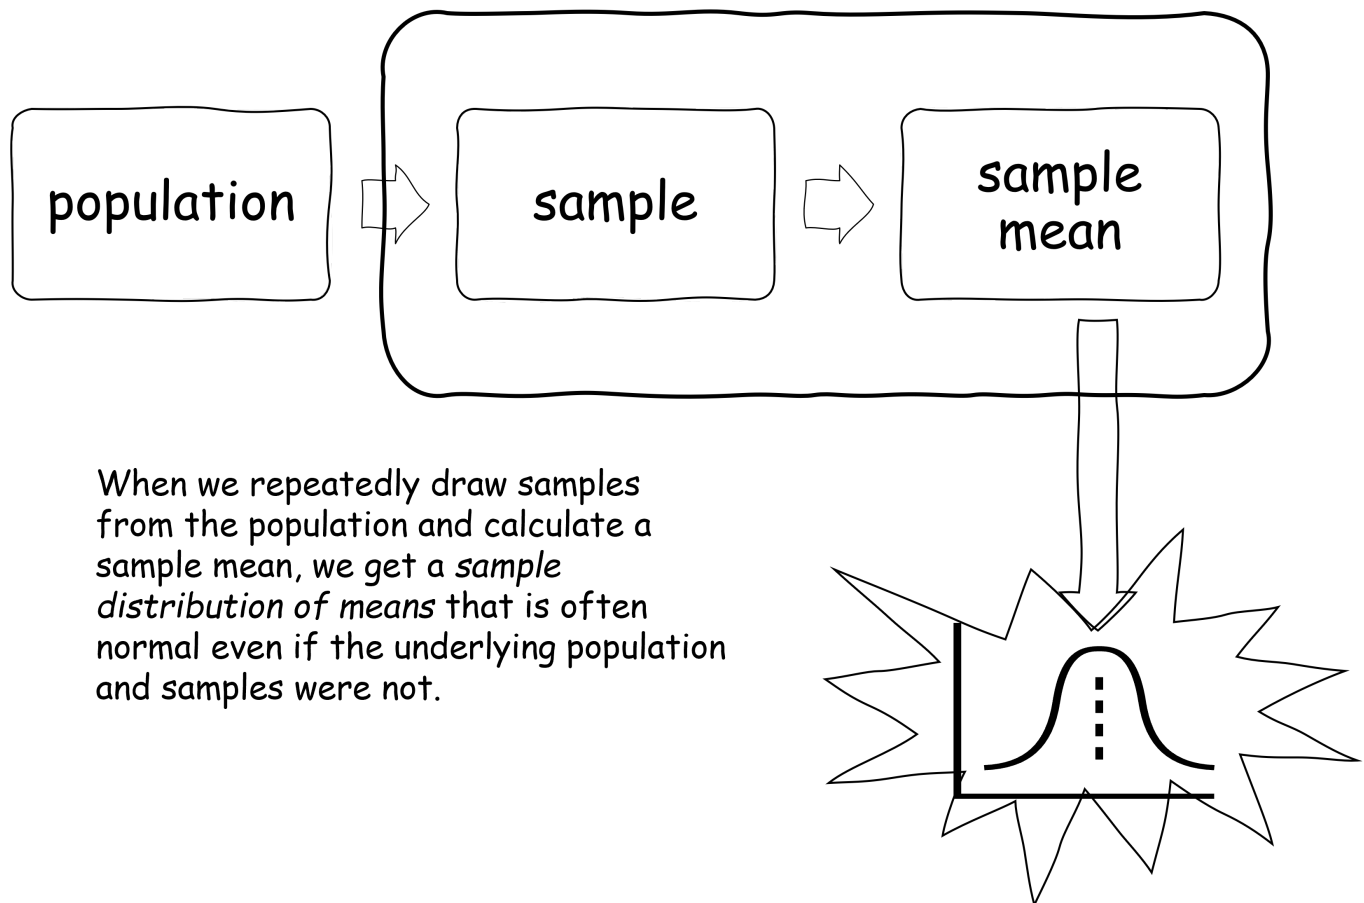 population
sample
sample
mean
When we repeatedly draw samples
from the population and calculate a
sample mean, we get a sample
distribution of means that is often
normal even if the underlying population
and samples were not.